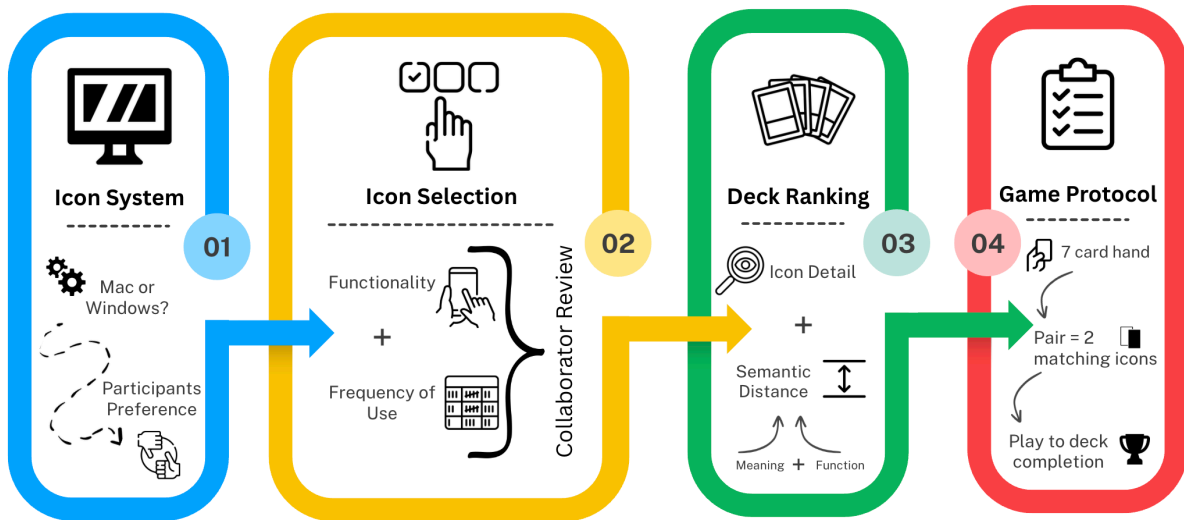 Icon System
01
Mac or
Windows?
Participants
Preference
Icon Selection
02
Functionality
+
Frequency of
Use
Collaborator Review
Deck Ranking
03
Icon Detail
+
Semantic
Distance
Meaning + Function
Game Protocol
04
7 card hand
Pair = 2
matching icons
Play to deck
completion